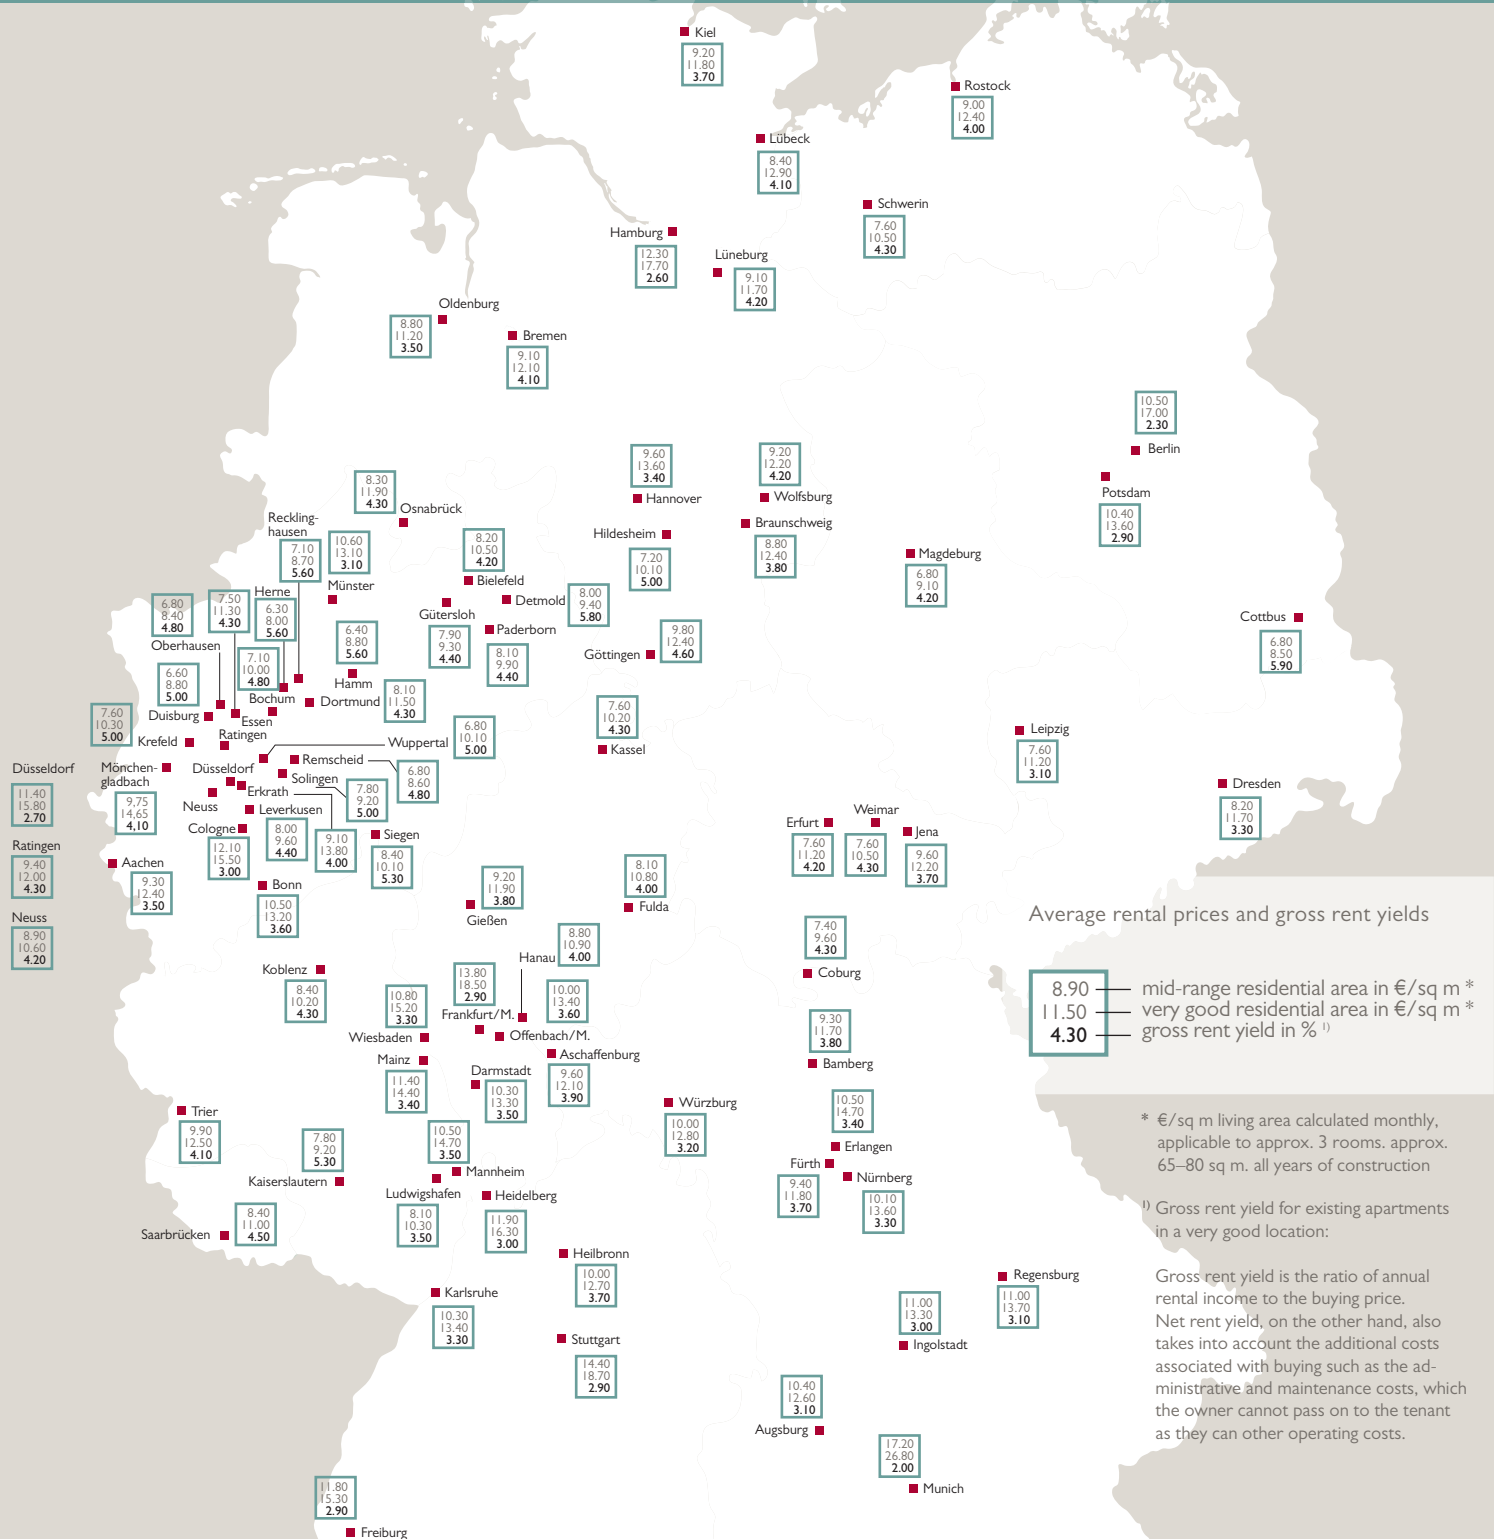 Kiel
9.20
11.80
3.70
Rostock
9.00
12.40
4.00
Lübeck
8.40
12.90
4.10
Schwerin
7.60
10.50
4.30
Hamburg
12.30
17.70
2.60
Lüneburg
9.10
11.70
4.20
Oldenburg
8.80
11.20
3.50
Bremen
9.10
12.10
4.10
10.50
17.00
2.30
Berlin
Potsdam
10.40
13.60
2.90
9.60
13.60
3.40
Hannover
9.20
12.20
4.20
Wolfsburg
8.30
11.90
4.30
Osnabrück
Braunschweig
8.80
12.40
3.80
Hildesheim
7.20
10.10
5.00
Reckling-
hausen
7.10
8.70
5.60
10.60
13.10
3.10
Münster
8.20
10.50
4.20
Bielefeld
Detmold
8.00
9.40
5.80
Magdeburg
6.80
9.10
4.20
Gütersloh
7.90
9.30
4.40
Paderborn
8.10
9.90
4.40
Göttingen
9.80
12.40
4.60
Cottbus
6.80
8.50
5.90
6.80
8.40
4.80
Oberhausen
7.50
11.30
4.30
Herne
6.30
8.00
5.60
6.40
8.80
5.60
Hamm
7.10
10.00
4.80
Bochum
6.60
8.80
5.00
Duisburg
Essen
Dortmund
8.10
11.50
4.30
7.60
10.30
5.00
Krefeld
Ratingen
Wuppertal
6.80
10.10
5.00
7.60
10.20
4.30
Kassel
Leipzig
7.60
11.20
3.10
Düsseldorf
11.40
15.80
2.70
Mönchen-
gladbach
9,75
14,65
4,10
Düsseldorf
Remscheid
6.80
8.60
4.80
Solingen
7.80
9.20
5.00
Erkrath
9.10
13.80
4.00
Neuss
Leverkusen
8.00
9.60
4.40
Cologne
12.10
15.50
3.00
Siegen
8.40
10.10
5.30
Dresden
8.20
11.70
3.30
Erfurt
7.60
11.20
4.20
Weimar
7.60
10.50
4.30
Jena
9.60
12.20
3.70
Ratingen
9.40
12.00
4.30
Aachen
9.30
12.40
3.50
Bonn
10.50
13.20
3.60
9.20
11.90
3.80
Gießen
8.10
10.80
4.00
Fulda
Neuss
8.90
10.60
4.20
Average rental prices and gross rent yields
8.90
mid-range residential area in €/sq m *
11.50
very good residential area in €/sq m *
4.30
gross rent yield in % 1)
7.40
9.60
4.30
Coburg
Koblenz
8.40
10.20
4.30
Hanau
8.80
10.90
4.00
13.80
18.50
2.90
Frankfurt/M.
10.00
13.40
3.60
Offenbach/M.
10.80
15.20
3.30
Wiesbaden
9.30
11.70
3.80
Bamberg
Mainz
11.40
14.40
3.40
Darmstadt
10.30
13.30
3.50
Aschaffenburg
9.60
12.10
3.90
Würzburg
10.00
12.80
3.20
10.50
14.70
3.40
Erlangen
Trier
9.90
12.50
4.10
7.80
9.20
5.30
Kaiserslautern
10.50
14.70
3.50
Mannheim
Ludwigshafen
8.10
10.30
3.50
Heidelberg
11.90
16.30
3.00
Fürth
9.40
11.80
3.70
Nürnberg
10.10
13.60
3.30
Saarbrücken
8.40
11.00
4.50
Heilbronn
10.00
12.70
3.70
Karlsruhe
10.30
13.40
3.30
Stuttgart
14.40
18.70
2.90
Regensburg
11.00
13.70
3.10
11.00
13.30
3.00
Ingolstadt
10.40
12.60
3.10
Augsburg
17.20
26.80
2.00
Munich
11.80
15.30
2.90
Freiburg
* €/sq m living area calculated monthly,
applicable to approx. 3 rooms. approx.
65–80 sq m. all years of construction
1) Gross rent yield for existing apartments
in a very good location:
Gross rent yield is the ratio of annual
rental income to the buying price.
Net rent yield, on the other hand, also
takes into account the additional costs
associated with buying such as the ad-
ministrative and maintenance costs, which
the owner cannot pass on to the tenant
as they can other operating costs.